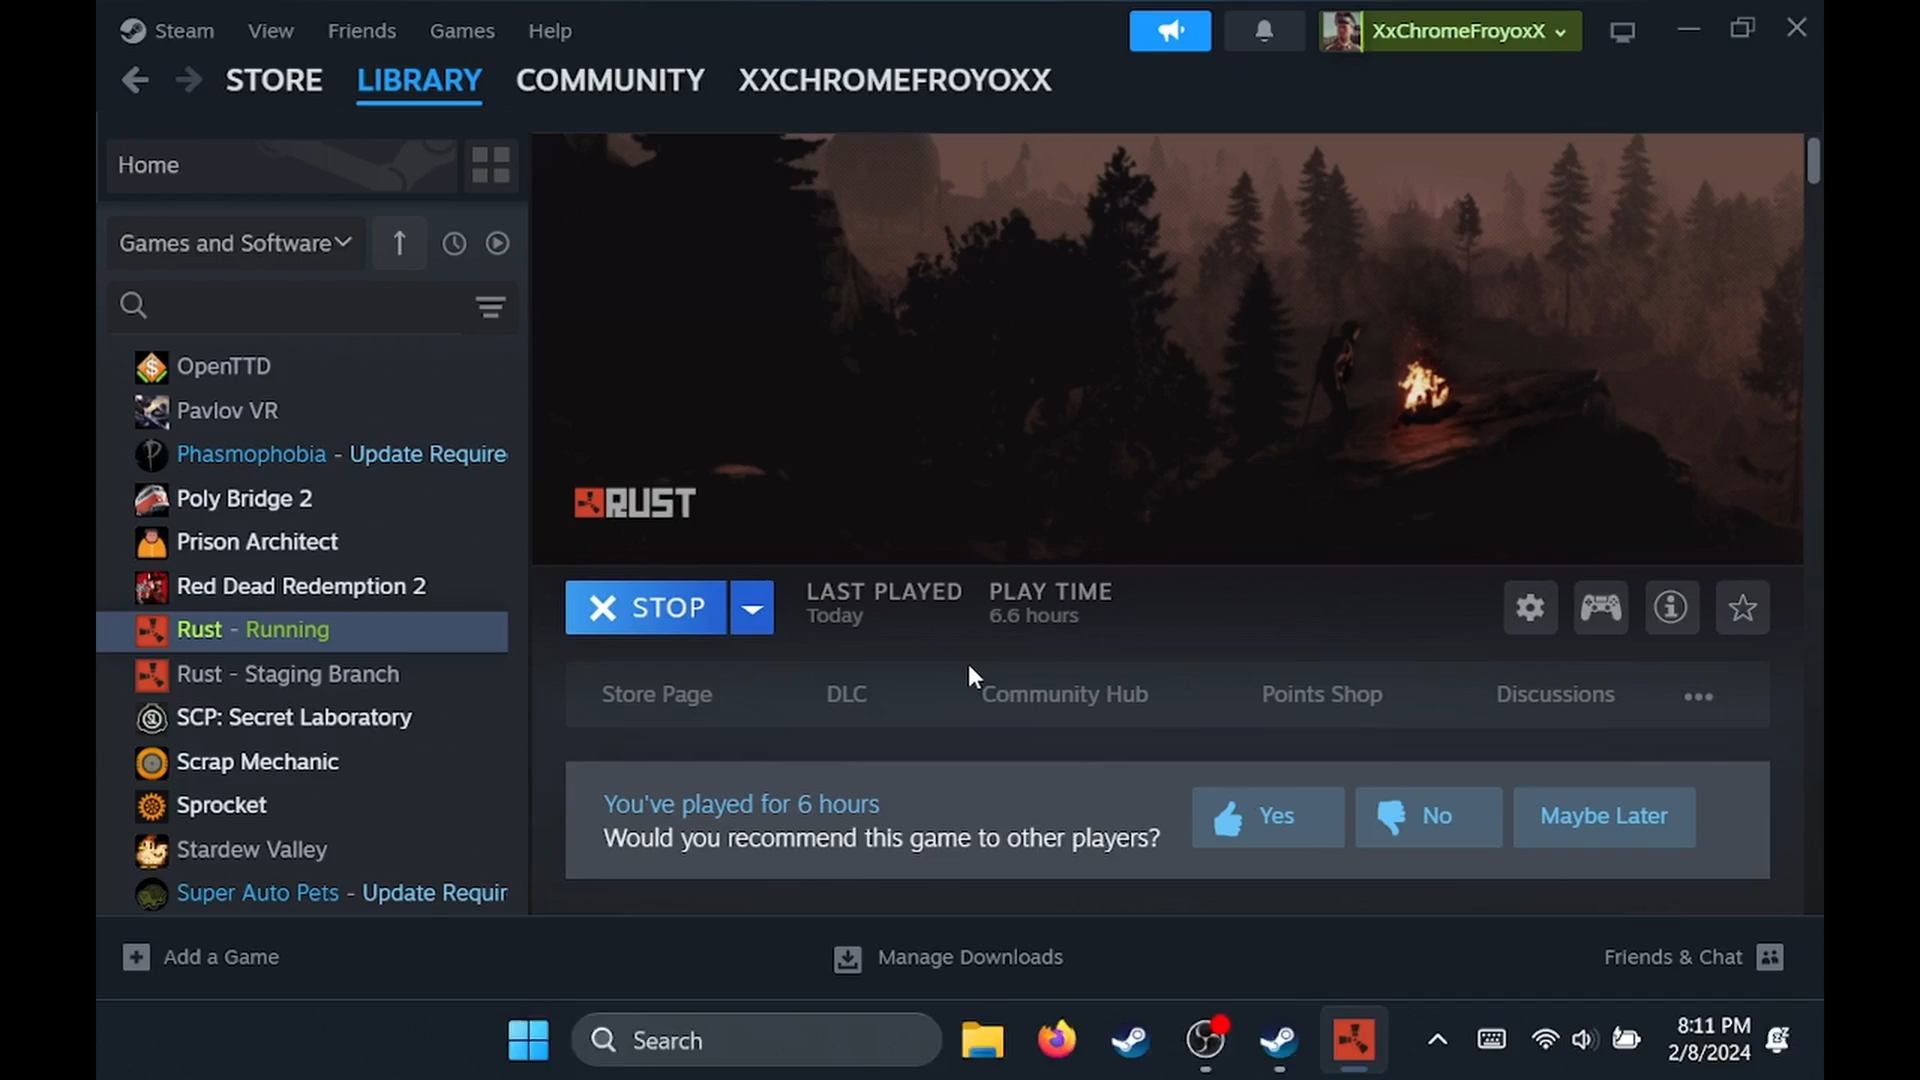 Steam View Friends Games Help XxChromeFroyoxX
STORE LIBRARY COMMUNITY XXCHROMEFROYOXX
Home
Games and Software
OpenTTD
Pavlov VR
Phasmophobia - Update Require
Poly Bridge 2
Prison Architect
Red Dead Redemption 2
Rust - Running
Rust - Staging Branch
SCP: Secret Laboratory
Scrap Mechanic
Sprocket
Stardew Valley
Super Auto Pets - Update Requir
RUST
STOP
LAST PLAYED
Today
PLAY TIME
6.6 hours
Store Page DLC Community Hub Points Shop Discussions
You've played for 6 hours
Would you recommend this game to other players?
Yes No Maybe Later
Add a Game Manage Downloads Friends & Chat
Search
8:11 PM
2/8/2024